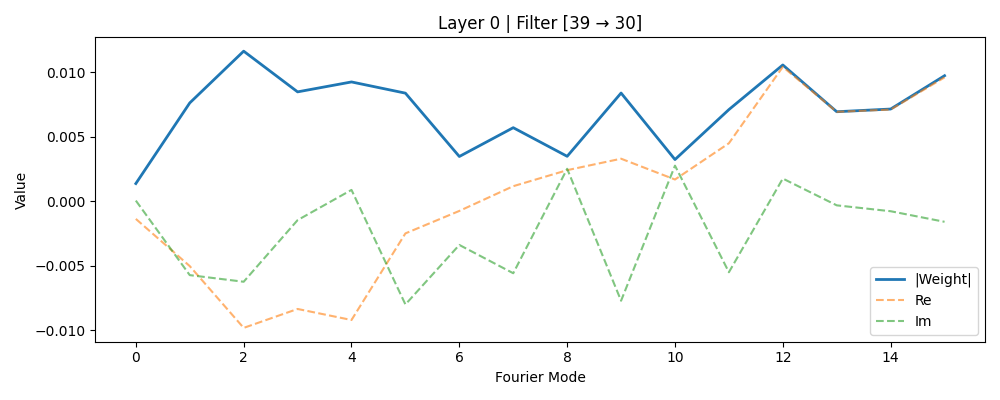 Layer 0 | Filter [39 → 30]
0.010
0.005
0.000
−0.005
−0.010
Value
0 2 4 6 8 10 12 14
Fourier Mode
|Weight|
Re
Im